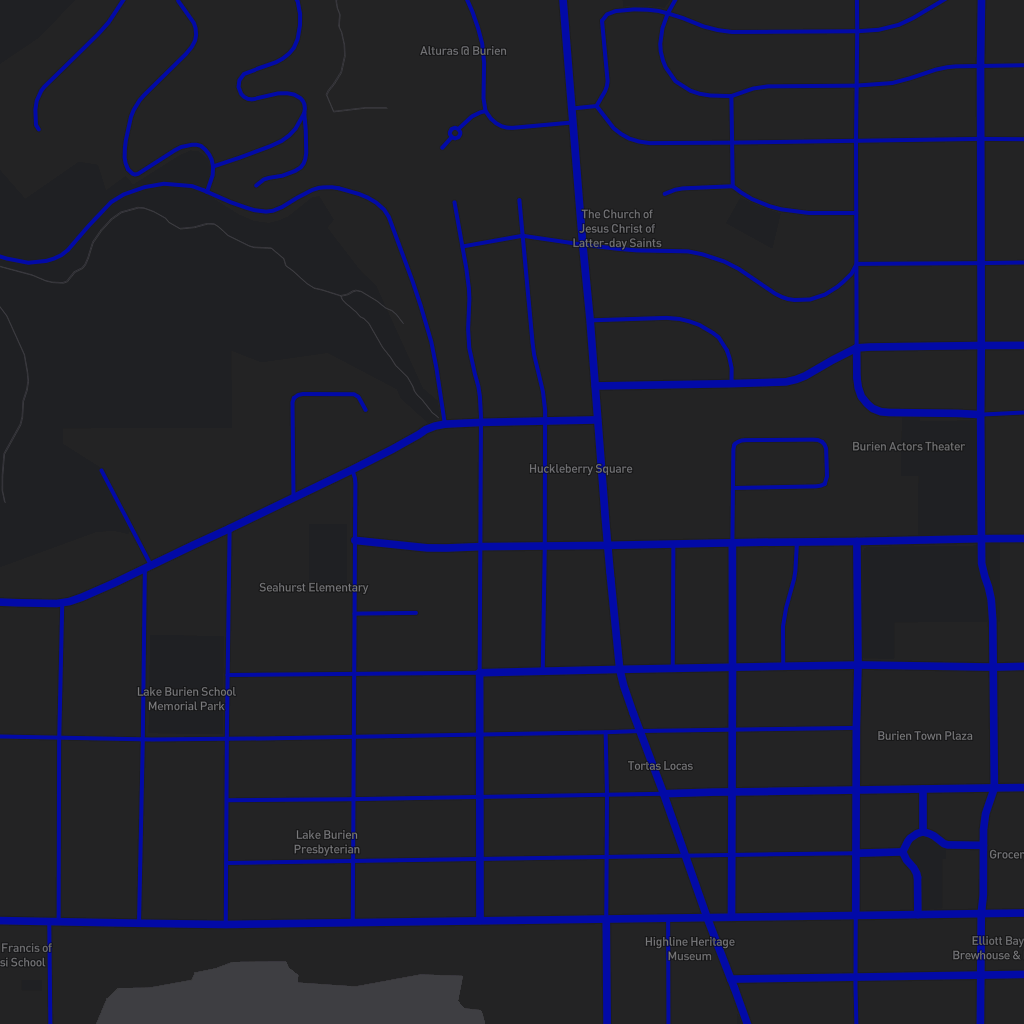 Alturas @ Burien
The Church of
Jesus Christ of
Latter-day Saints
Burien Actors Theater
Huckleberry Square
Seahurst Elementary
Lake Burien School
Memorial Park
Burien Town Plaza
Tortas Locas
Lake Burien
Presbyterian
Grocer
Francis of
si School
Highline Heritage
Museum
Elliott Bay
Brewhouse &